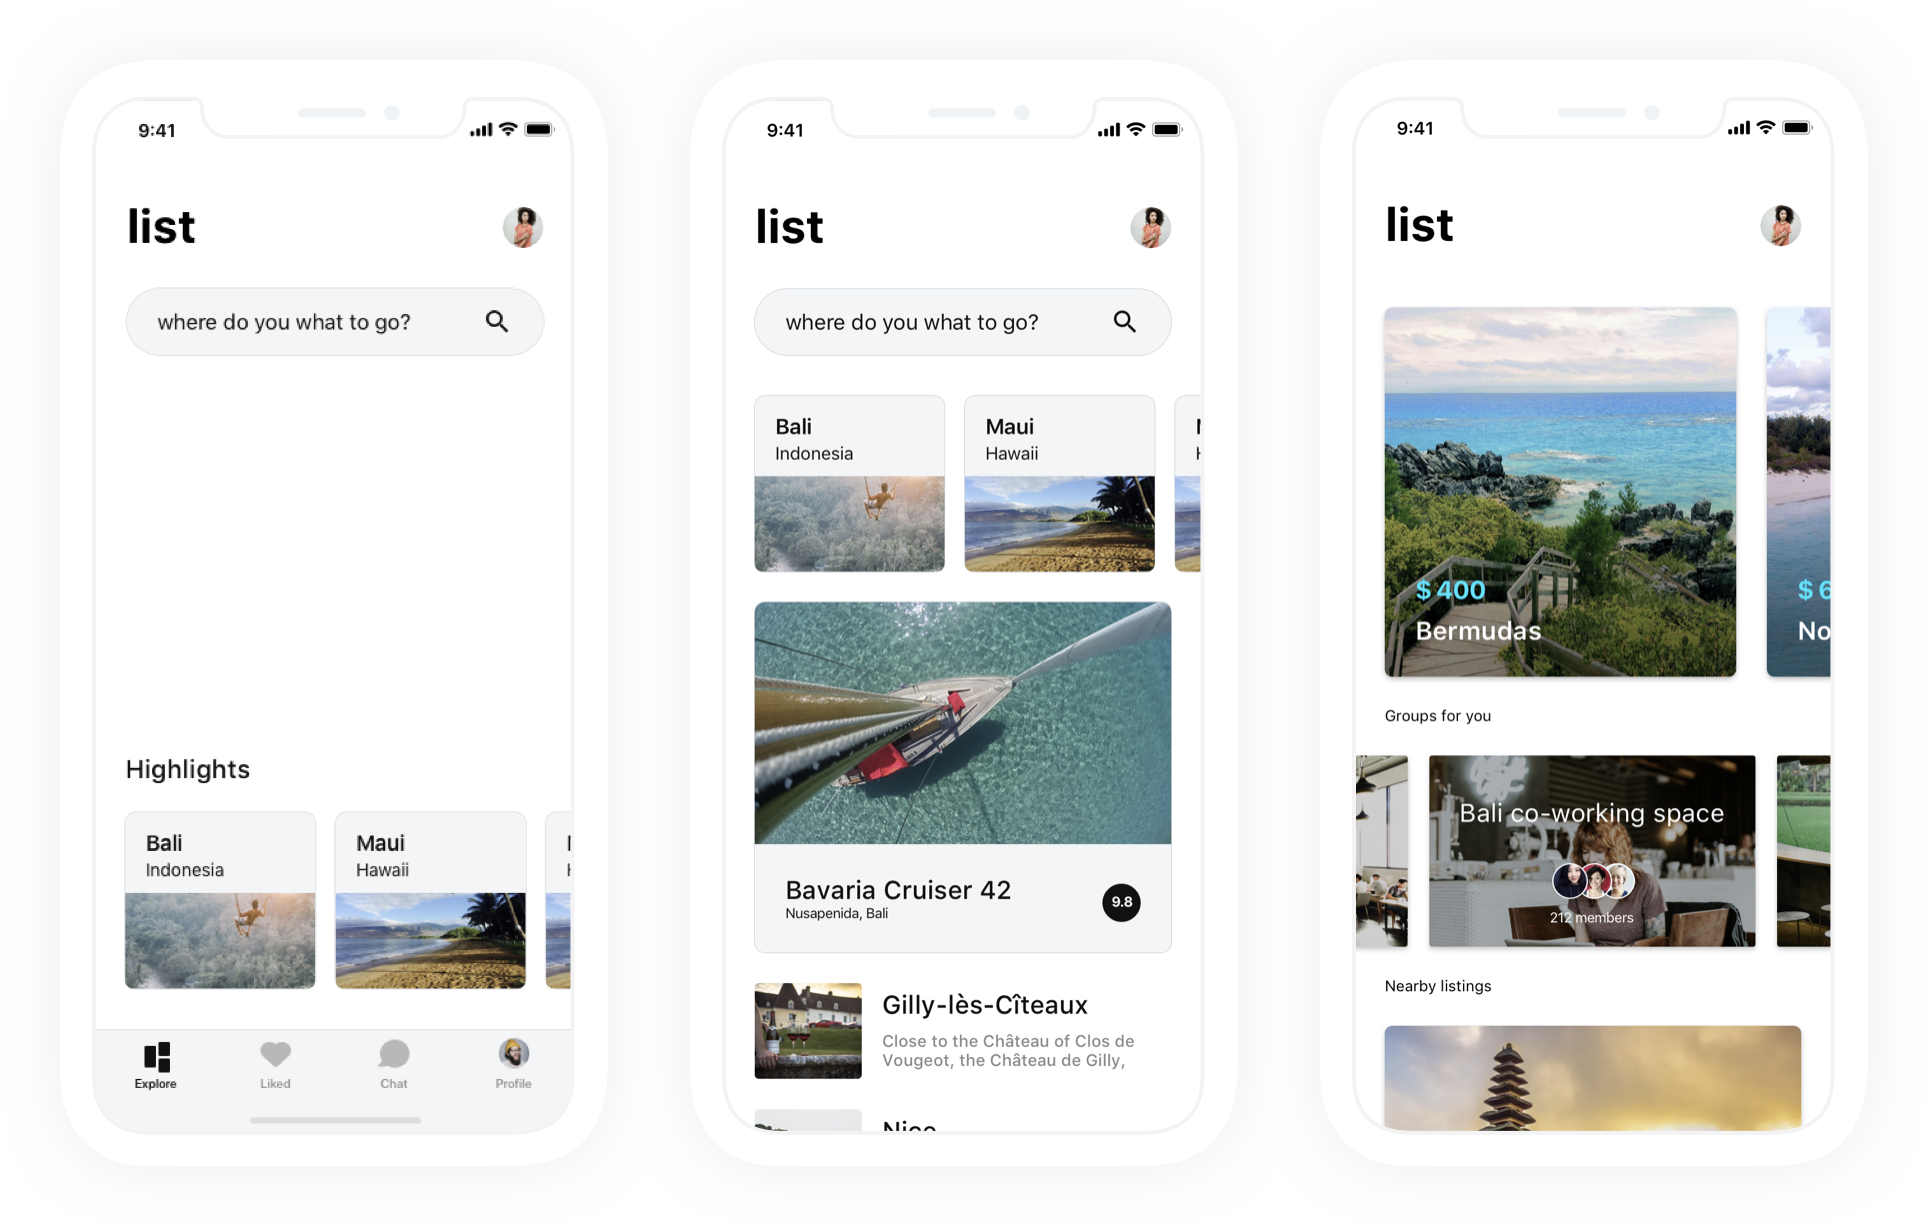 9:41
list
where do you what to go?
Highlights
Bali
Indonesia
Maui
Hawaii
Explore
Liked
Chat
Profile
9:41
list
where do you what to go?
Bali
Indonesia
Maui
Hawaii
Bavaria Cruiser 42
Nusapenida, Bali
9.8
Gilly-lès-Cîteaux
Close to the Château of Clos de
Vougeot, the Château de Gilly,
Nice
9:41
list
$ 400
Bermudas
$ 6
No
Groups for you
Bali co-working space
212 members
Nearby listings